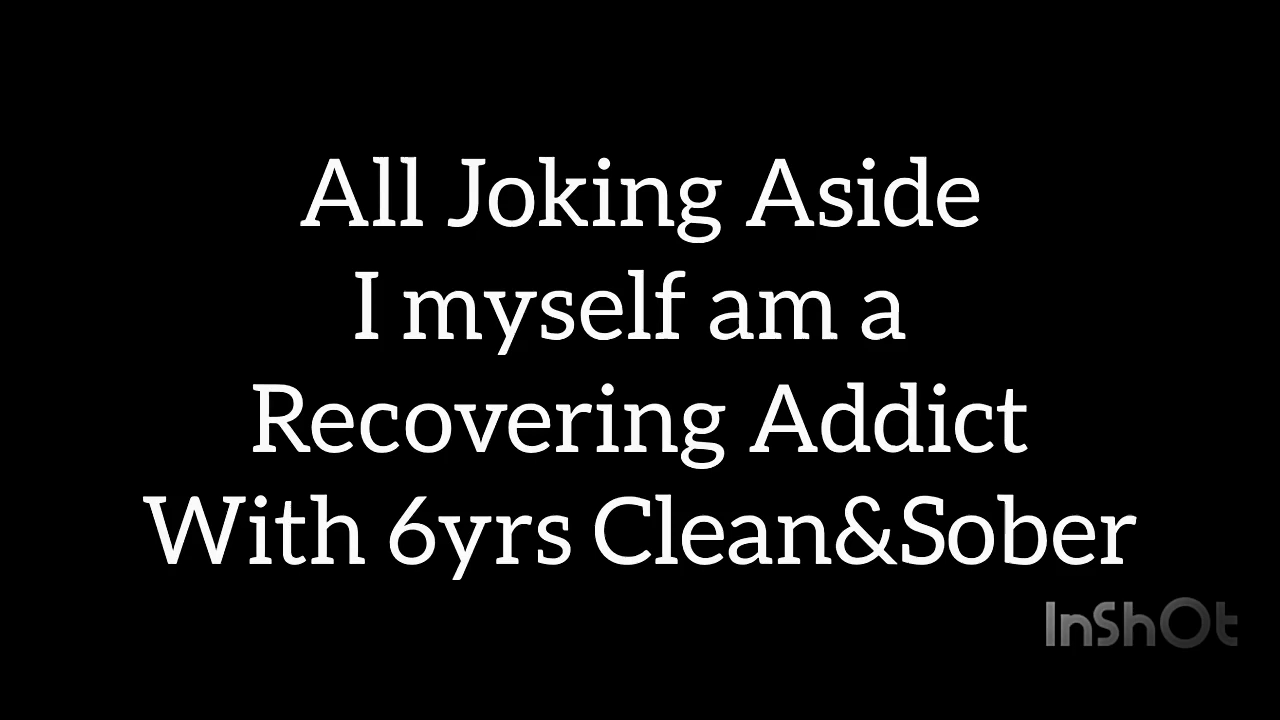 All Joking Aside
I myself am a
Recovering Addict
With 6yrs Clean&Sober
InShOt